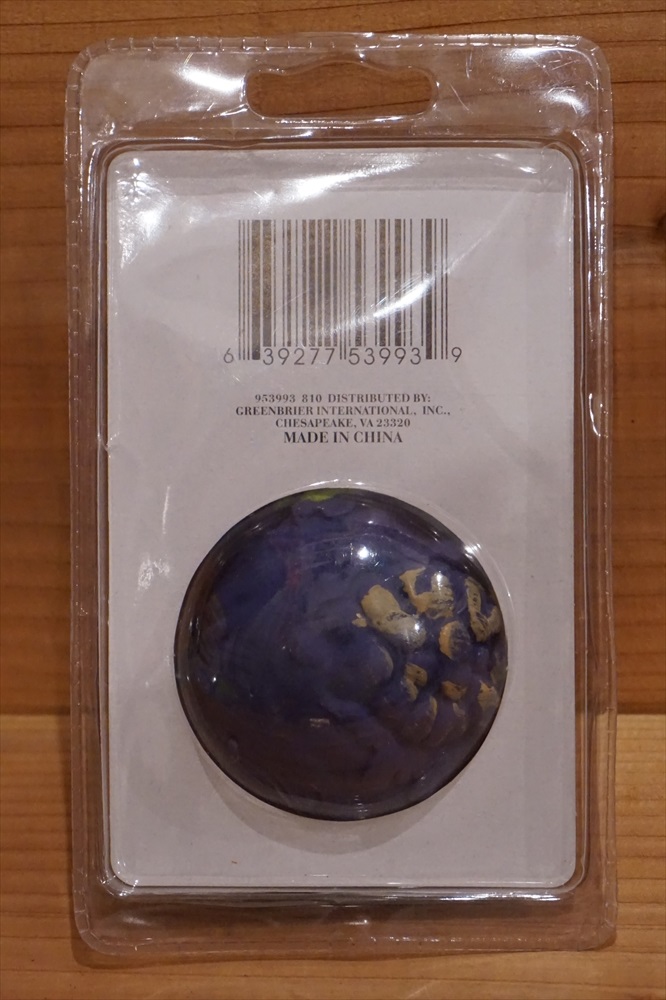 6 39277 53993 9
953993 810 DISTRIBUTED BY:
GREENBRIER INTERNATIONAL, INC.,
CHESAPEAKE, VA 23320
MADE IN CHINA